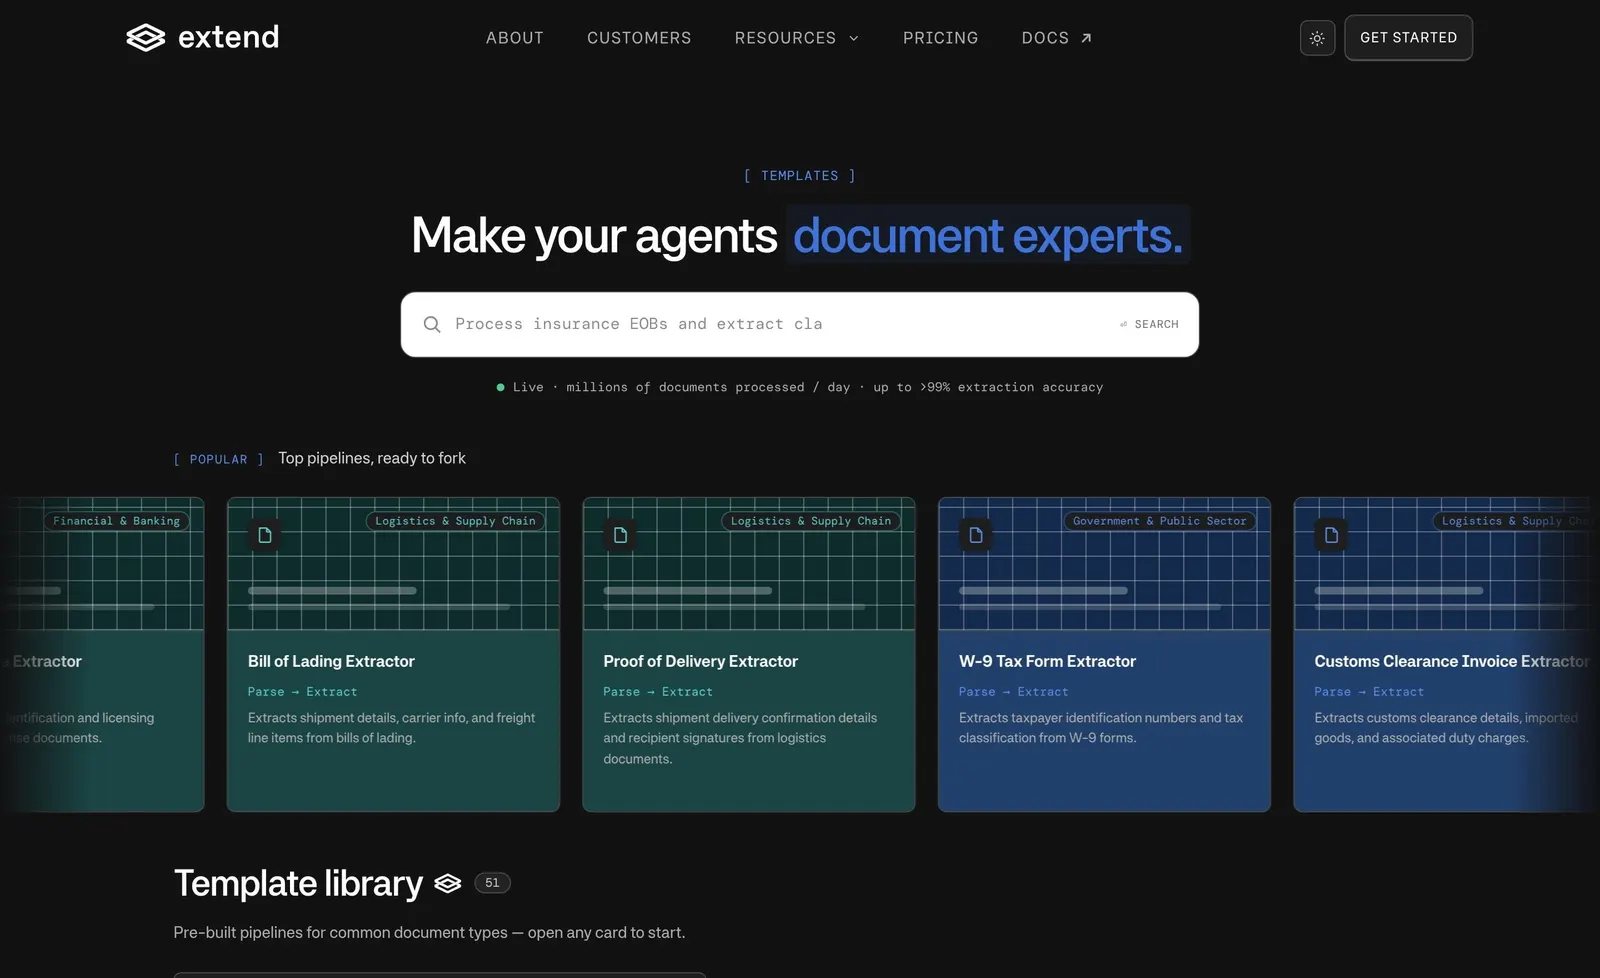 extend
ABOUT
CUSTOMERS
RESOURCES
PRICING
DOCS
GET STARTED
[ TEMPLATES ]
Make your agents document experts.
Process insurance EOBs and extract cla
⏎ SEARCH
Live · millions of documents processed / day · up to >99% extraction accuracy
[ POPULAR ] Top pipelines, ready to fork
Financial & Banking
Extractor
and licensing
documents.
Logistics & Supply Chain
Bill of Lading Extractor
Parse → Extract
Extracts shipment details, carrier info, and freight
line items from bills of lading.
Logistics & Supply Chain
Proof of Delivery Extractor
Parse → Extract
Extracts shipment delivery confirmation details
and recipient signatures from logistics
documents.
Government & Public Sector
W-9 Tax Form Extractor
Parse → Extract
Extracts taxpayer identification numbers and tax
classification from W-9 forms.
Logistics & Supply
Customs Clearance Invoice Extractor
Parse → Extract
Extracts customs clearance details, imported
goods, and associated duty charges.
Template library 51
Pre-built pipelines for common document types — open any card to start.